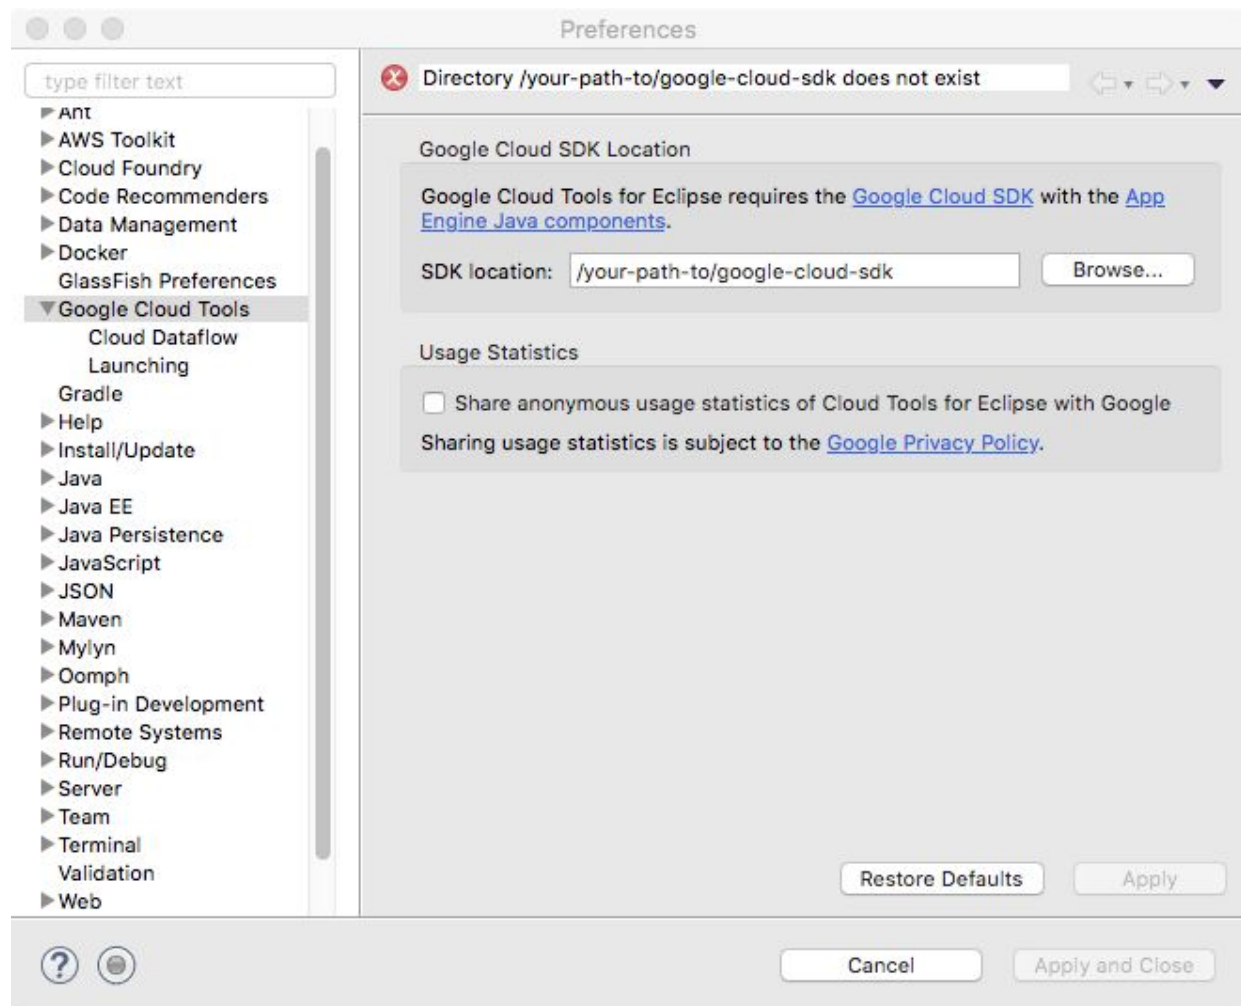 Preferences
type filter text
Ant
AWS Toolkit
Cloud Foundry
Code Recommenders
Data Management
Docker
GlassFish Preferences
Google Cloud Tools
Cloud Dataflow
Launching
Gradle
Help
Install/Update
Java
Java EE
Java Persistence
JavaScript
JSON
Maven
Mylyn
Oomph
Plug-in Development
Remote Systems
Run/Debug
Server
Team
Terminal
Validation
Web
Directory /your-path-to/google-cloud-sdk does not exist
Google Cloud SDK Location
Google Cloud Tools for Eclipse requires the Google Cloud SDK with the App
Engine Java components.
SDK location: /your-path-to/google-cloud-sdk Browse...
Usage Statistics
Share anonymous usage statistics of Cloud Tools for Eclipse with Google
Sharing usage statistics is subject to the Google Privacy Policy.
Restore Defaults Apply
? Cancel Apply and Close